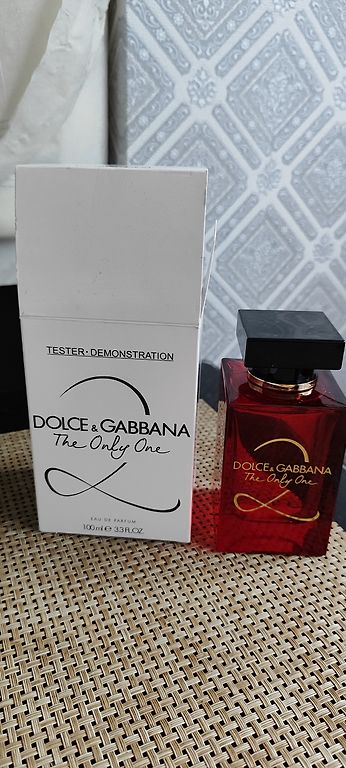 TESTER · DEMONSTRATION
DOLCE & GABBANA
The Only One
EAU DE PARFUM
100 ml ℮ 3.3 FL.OZ.
DOLCE & GABBANA
The Only One